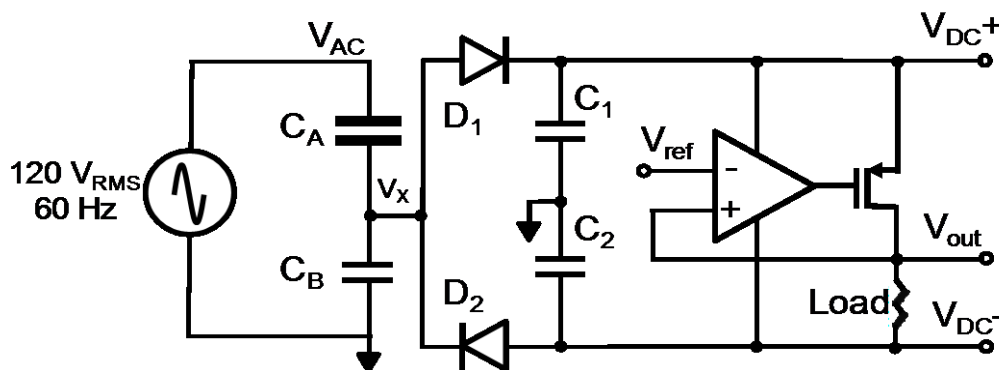 V_AC
V_DC+
C_A
D_1
C_1
V_ref
-
+
120 V_RMS
60 Hz
V_X
C_B
C_2
V_out
D_2
Load
V_DC-